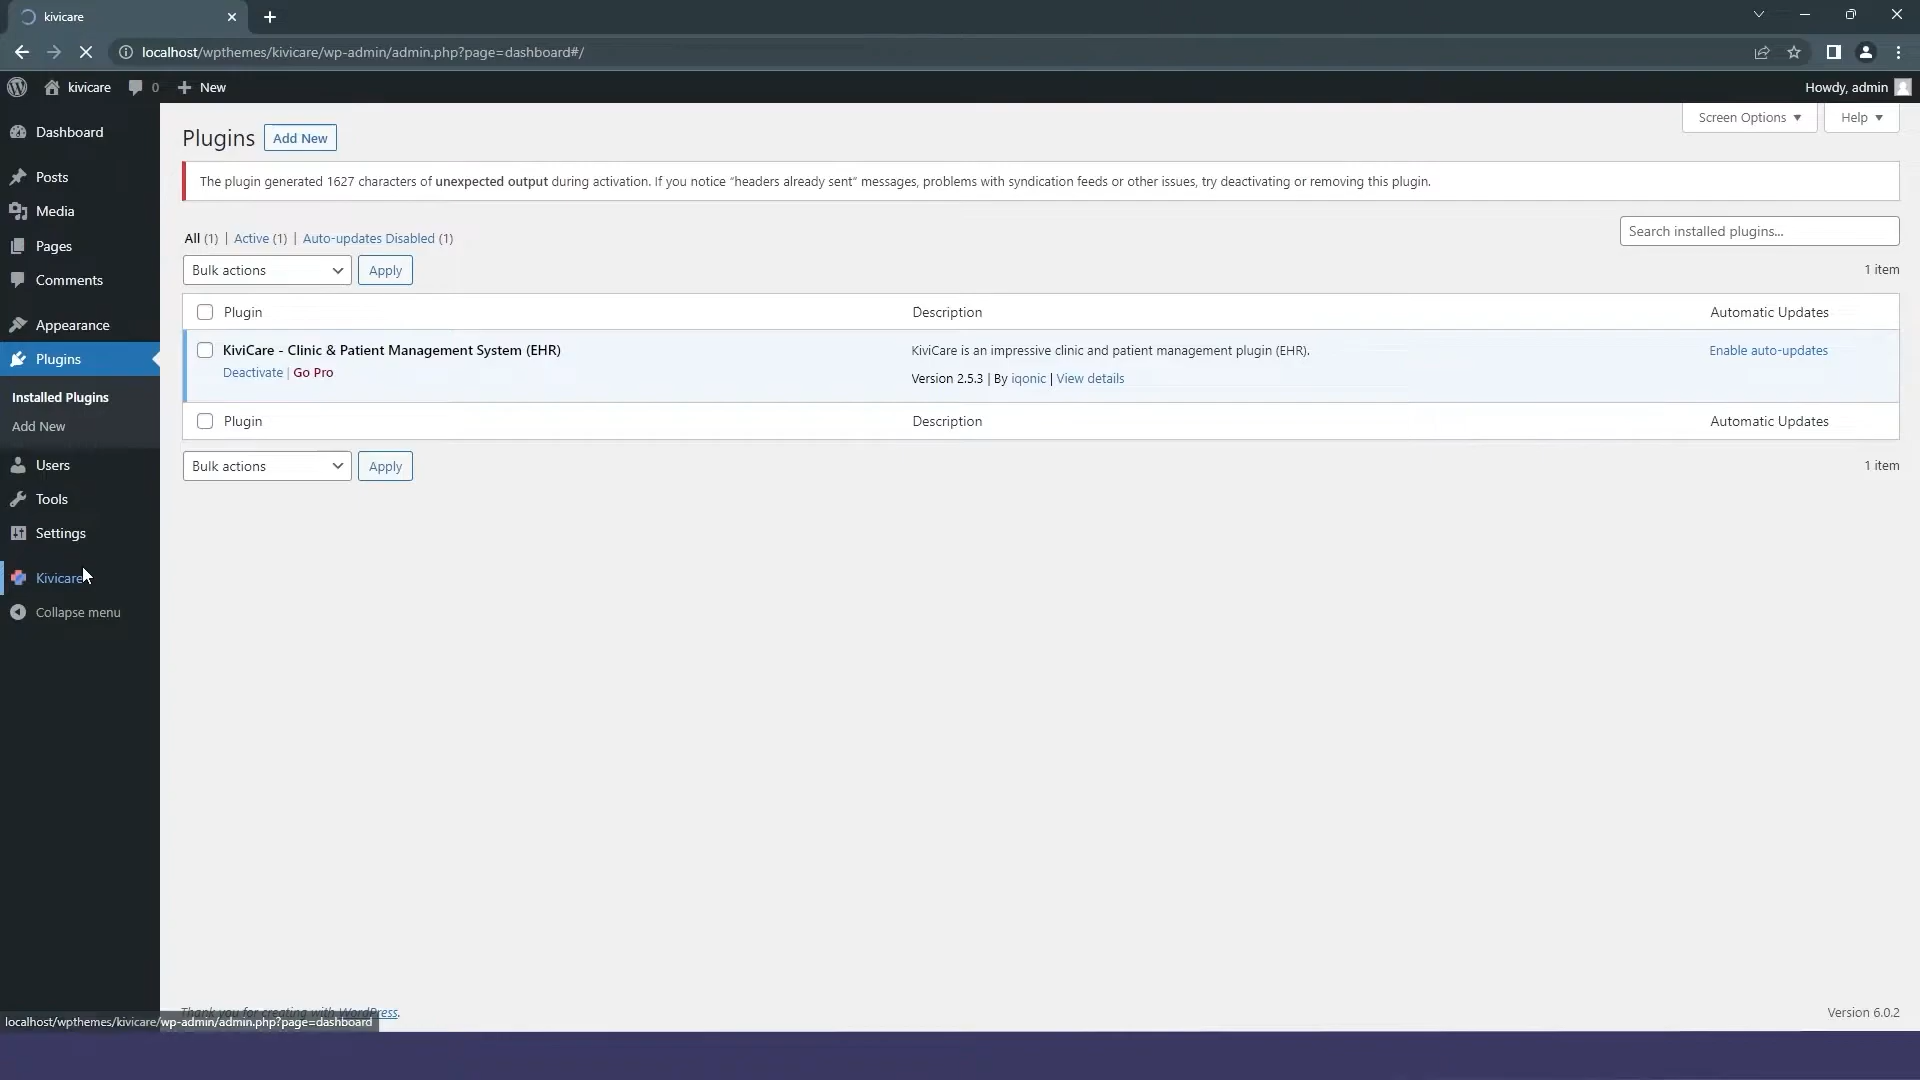 kivicare
localhost/wpthemes/kivicare/wp-admin/admin.php?page=dashboard#/
kivicare 0 New
Howdy, admin
Dashboard
Posts
Media
Pages
Comments
Appearance
Plugins
Installed Plugins
Add New
Users
Tools
Settings
Kivicare
Collapse menu
Screen Options
Help
Plugins Add New
The plugin generated 1627 characters of unexpected output during activation. If you notice “headers already sent” messages, problems with syndication feeds or other issues, try deactivating or removing this plugin.
All (1) | Active (1) | Auto-updates Disabled (1)
Search installed plugins...
Bulk actions Apply
1 item
Plugin Description Automatic Updates
KiviCare - Clinic & Patient Management System (EHR) KiviCare is an impressive clinic and patient management plugin (EHR). Enable auto-updates
Deactivate | Go Pro
Version 2.5.3 | By iqonic | View details
Plugin Description Automatic Updates
Bulk actions Apply
1 item
Thank you for creating with WordPress.
Version 6.0.2
localhost/wpthemes/kivicare/wp-admin/admin.php?page=dashboard